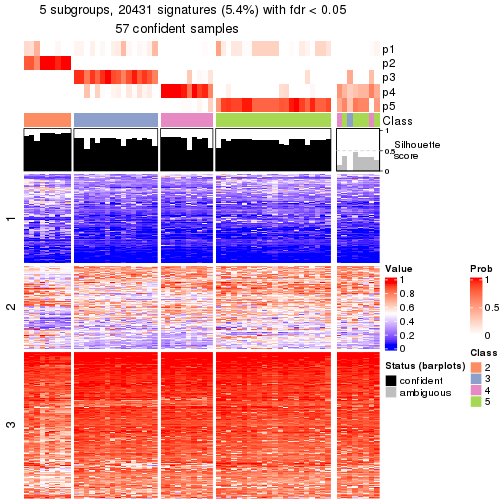 5 subgroups, 20431 signatures (5.4%) with fdr < 0.05
57 confident samples
p1
p2
p3
p4
p5
Class
1
0.5
0
Silhouette
score
1
2
3
Value
1
0.8
0.6
0.4
0.2
0
Prob
1
0.5
0
Status (barplots)
confident
ambiguous
Class
2
3
4
5